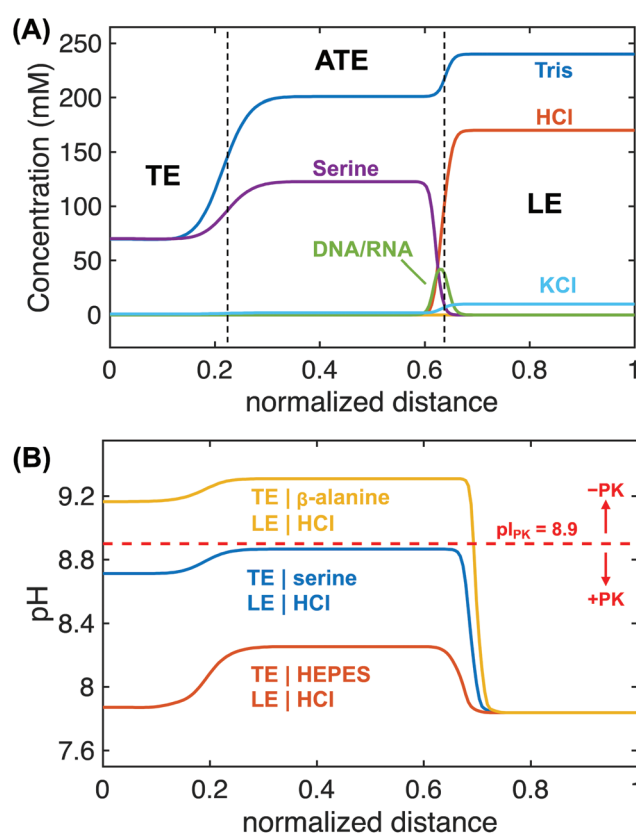 (A)
Concentration (mM)
250
200
150
100
50
0
TE
ATE
LE
Tris
HCl
Serine
DNA/RNA
KCl
0
0.2
0.4
0.6
0.8
1
normalized distance
(B)
pH
9.2
8.8
8.4
8
7.6
TE | β-alanine
LE | HCl
–PK
pIPK = 8.9
+PK
TE | serine
LE | HCl
TE | HEPES
LE | HCl
0
0.2
0.4
0.6
0.8
1
normalized distance